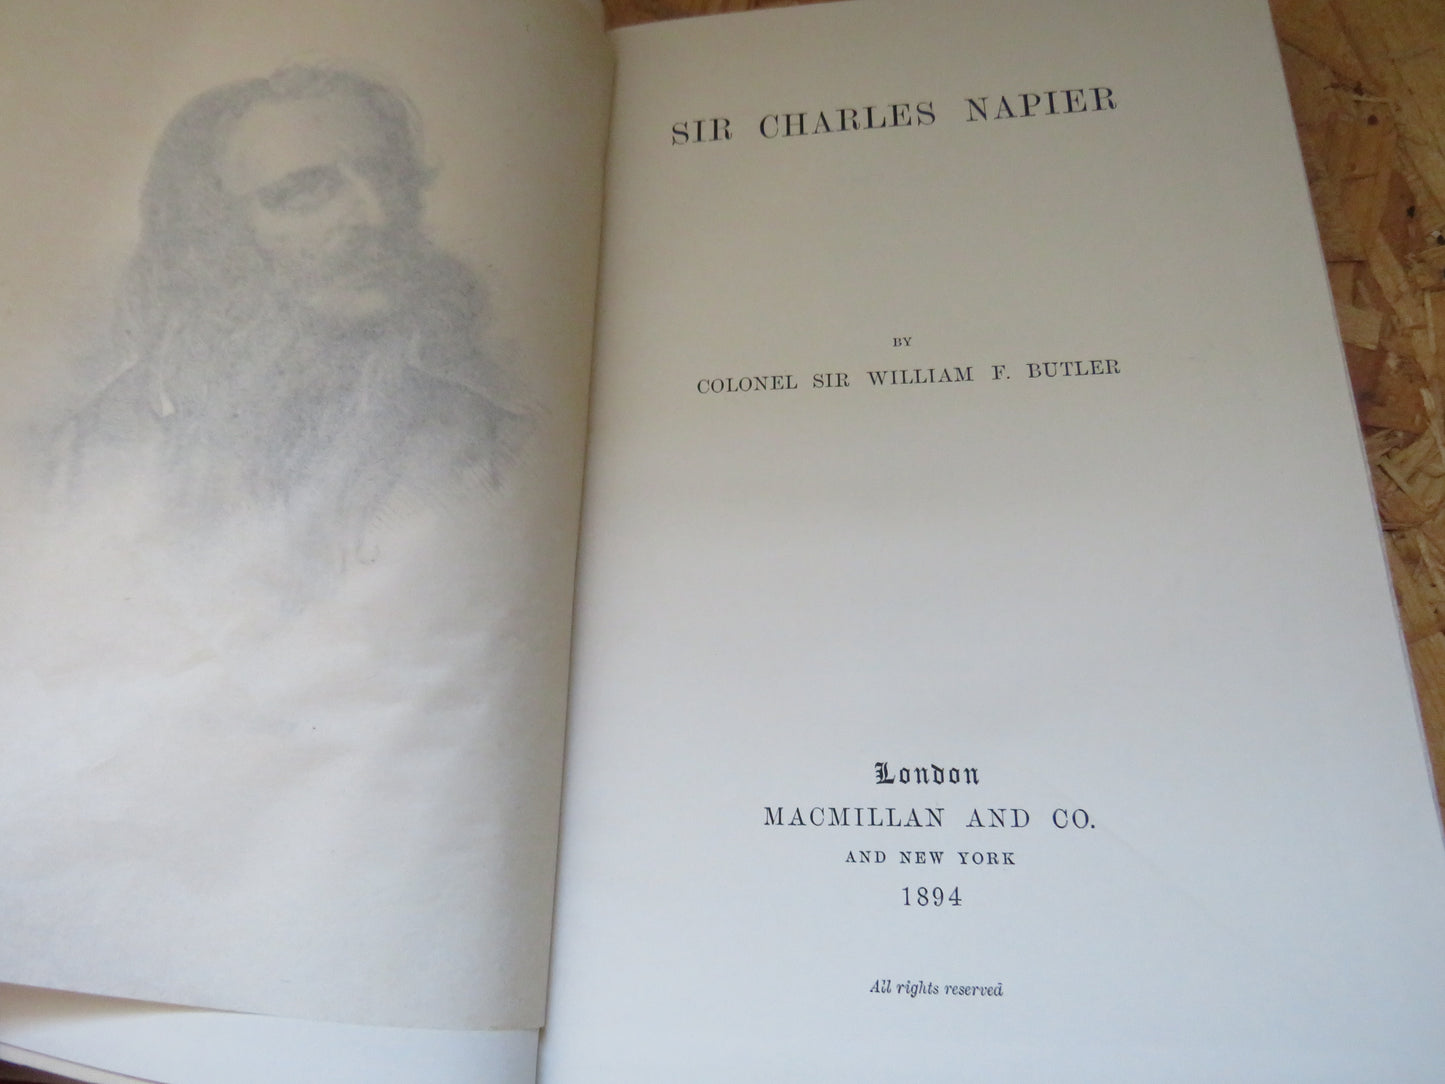 SIR CHARLES NAPIER
BY
COLONEL SIR WILLIAM F. BUTLER
London
MACMILLAN AND CO.
AND NEW YORK
1894
All rights reserved